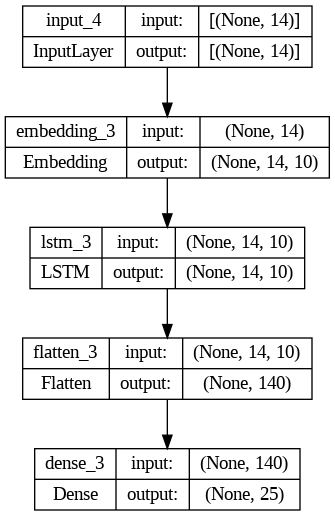 input_4 input: [(None, 14)]
InputLayer output: [(None, 14)]
embedding_3 input: (None, 14)
Embedding output: (None, 14, 10)
lstm_3 input: (None, 14, 10)
LSTM output: (None, 14, 10)
flatten_3 input: (None, 14, 10)
Flatten output: (None, 140)
dense_3 input: (None, 140)
Dense output: (None, 25)